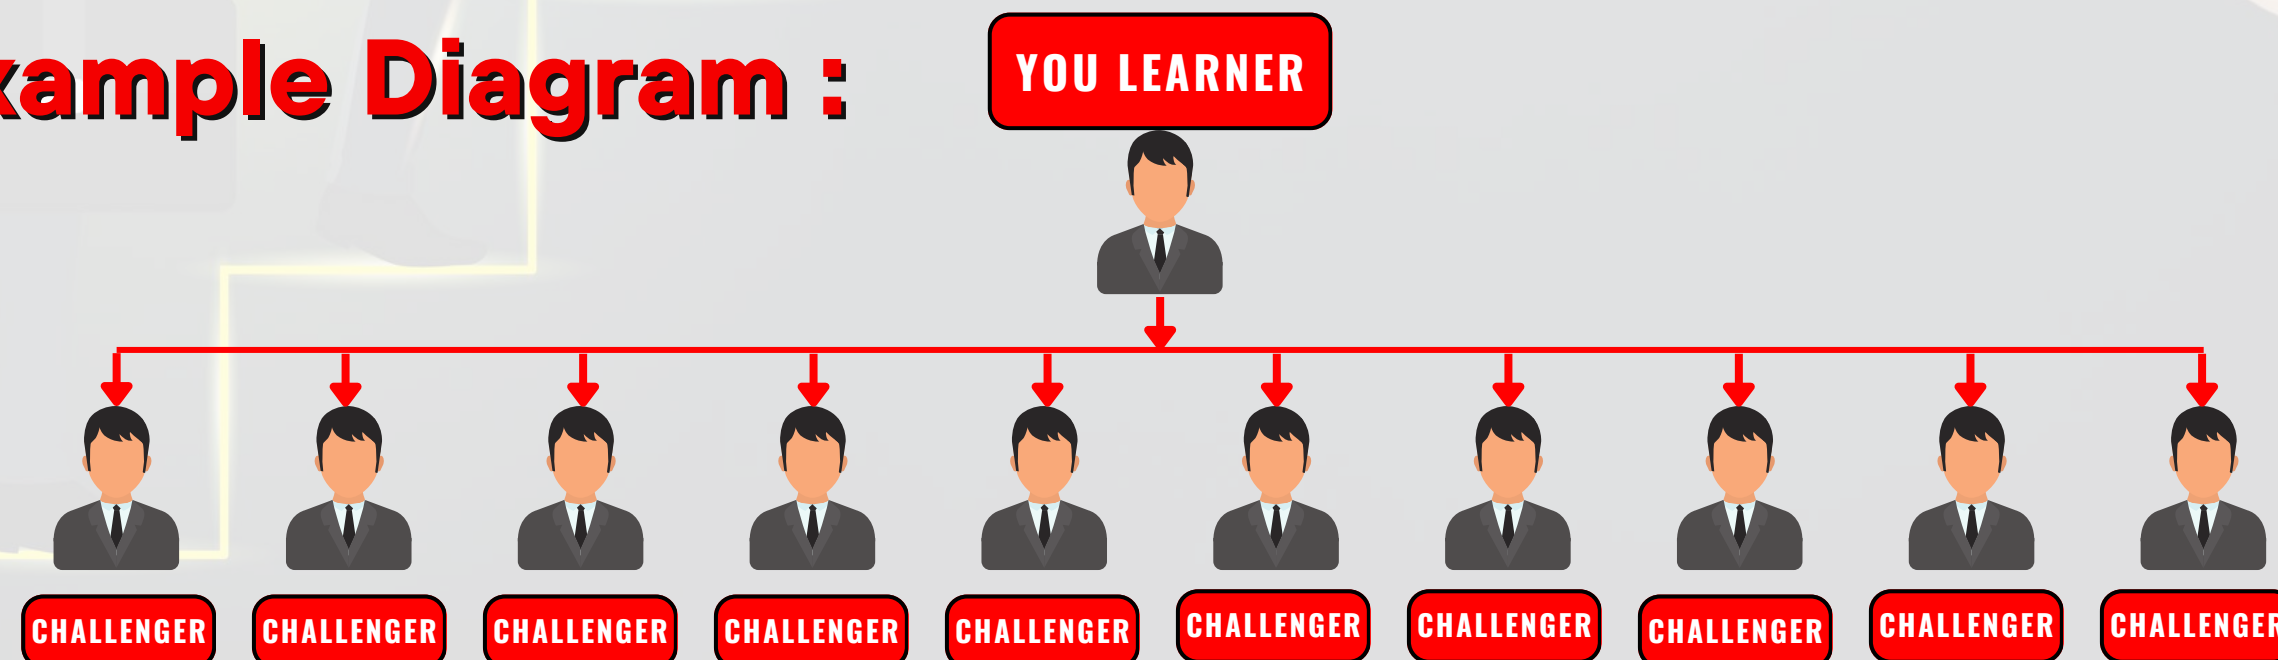 xample Diagram :
YOU LEARNER
CHALLENGER CHALLENGER CHALLENGER CHALLENGER CHALLENGER CHALLENGER CHALLENGER CHALLENGER CHALLENGER CHALLENGER